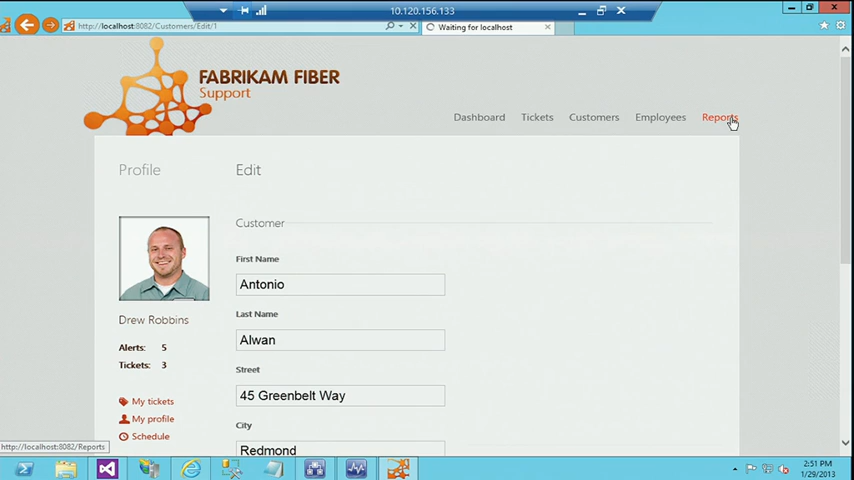 10.120.156.133
http://localhost:8082/Customers/Edit/1
Waiting for localhost
FABRIKAM FIBER
Support
Dashboard Tickets Customers Employees Reports
Profile
Edit
Customer
First Name
Antonio
Last Name
Alwan
Street
45 Greenbelt Way
City
Redmond
Drew Robbins
Alerts: 5
Tickets: 3
My tickets
My profile
Schedule
http://localhost:8082/Reports
2:51 PM
1/29/2013